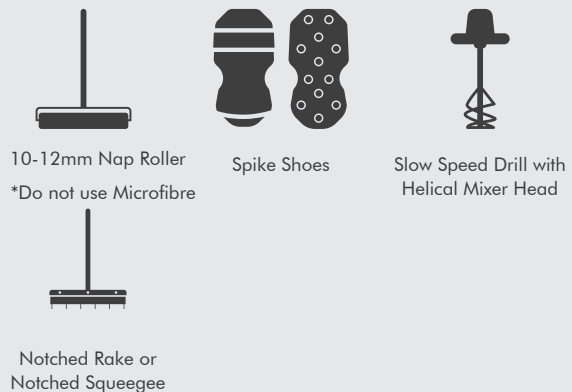 10-12mm Nap Roller
*Do not use Microfibre
Spike Shoes
Slow Speed Drill with
Helical Mixer Head
Notched Rake or
Notched Squeegee